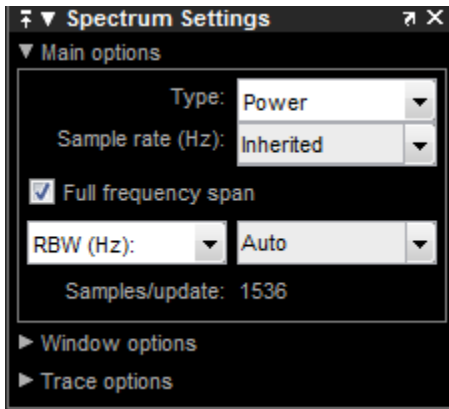 Spectrum Settings
Main options
Type: Power
Sample rate (Hz): Inherited
Full frequency span
RBW (Hz): Auto
Samples/update: 1536
Window options
Trace options